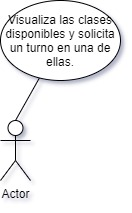 Visualiza las clases
disponibles y solicita
un turno en una de
ellas.
Actor